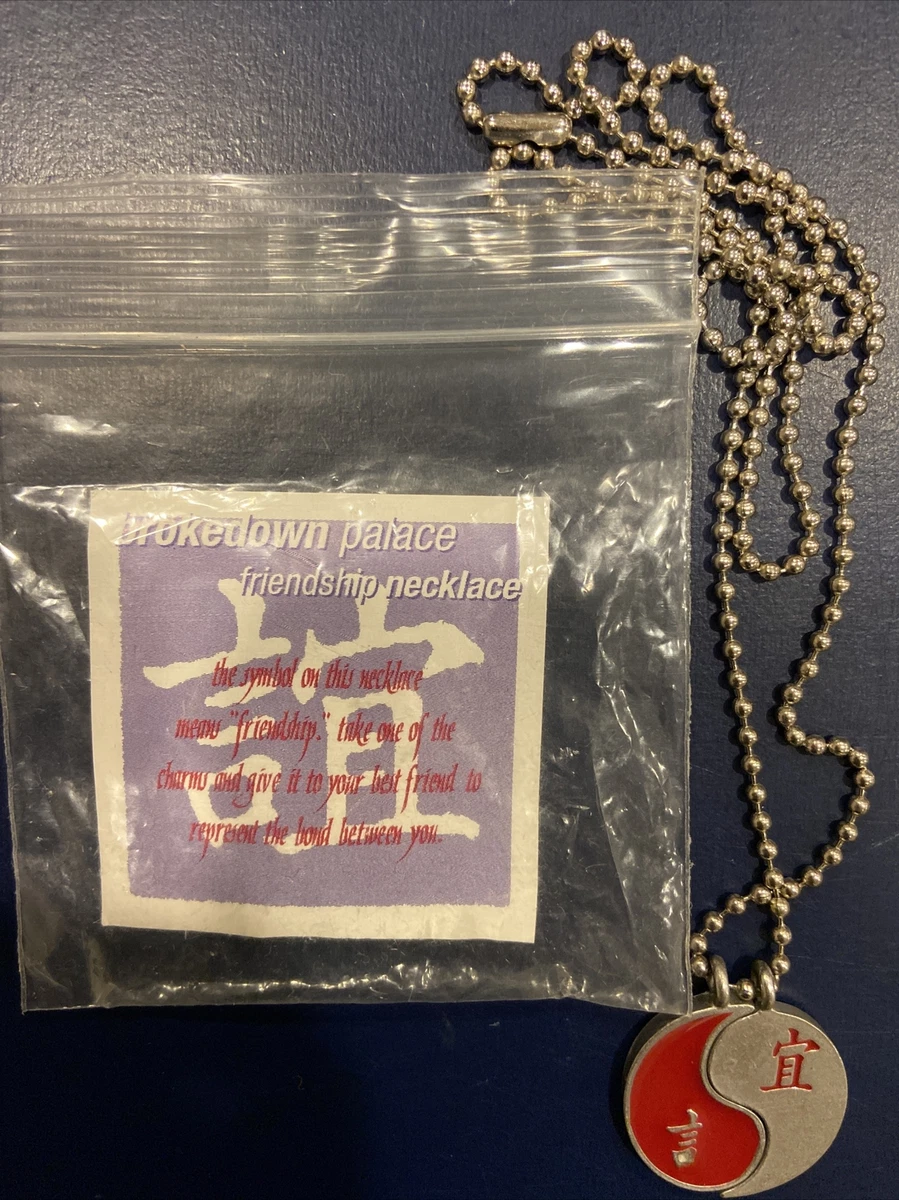 brokedown palace
friendship necklace
誼
the symbol on this necklace
means "friendship." take one of the
charms and give it to your best friend to
represent the bond between you.
宜
言